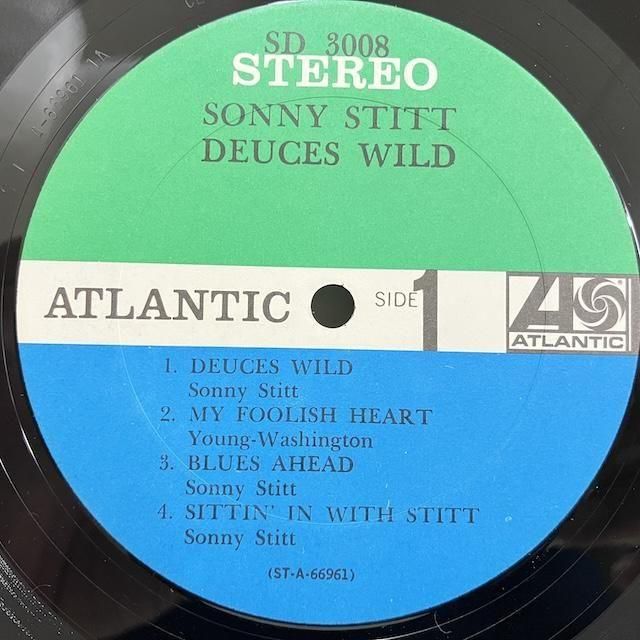 SD 3008
STEREO
SONNY STITT
DEUCES WILD
ATLANTIC
SIDE 1
ATLANTIC
1. DEUCES WILD
Sonny Stitt
2. MY FOOLISH HEART
Young-Washington
3. BLUES AHEAD
Sonny Stitt
4. SITTIN' IN WITH STITT
Sonny Stitt
(ST-A-66961)